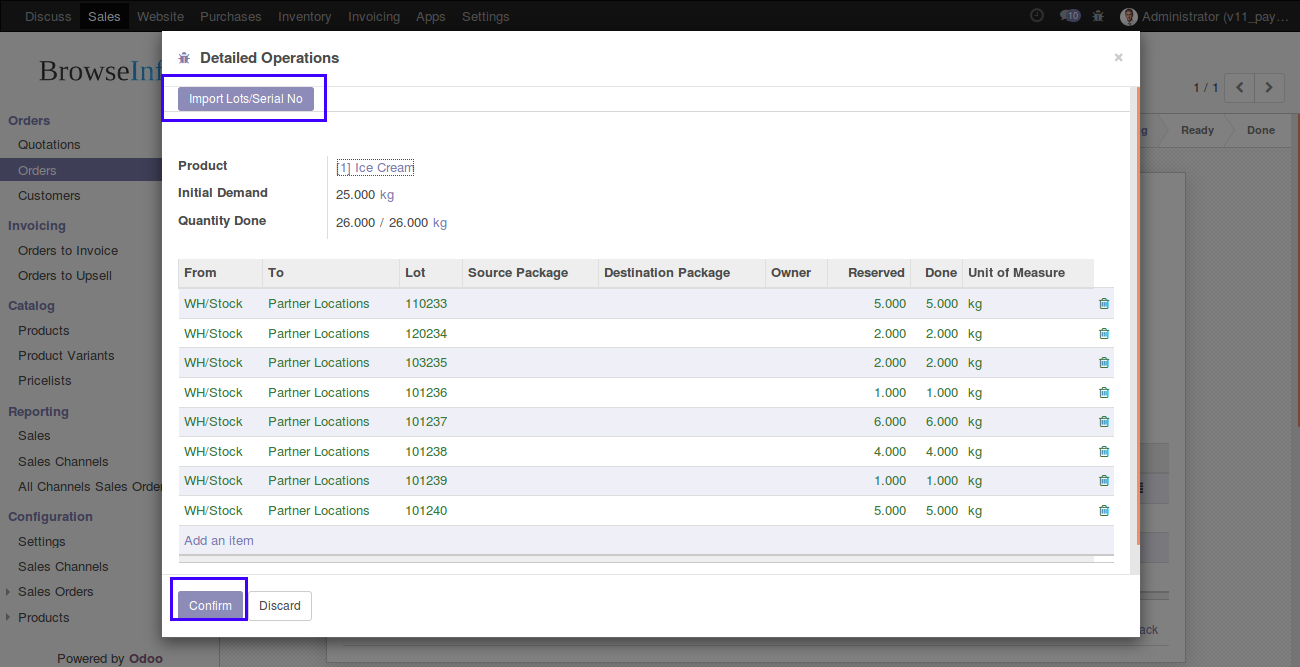 Discuss Sales Website Purchases Inventory Invoicing Apps Settings 10 Administrator (v11_pay...
BrowseInf
Orders
Quotations
Orders
Customers
Invoicing
Orders to Invoice
Orders to Upsell
Catalog
Products
Product Variants
Pricelists
Reporting
Sales
Sales Channels
All Channels Sales Order
Configuration
Settings
Sales Channels
Sales Orders
Products
Powered by Odoo
Detailed Operations ×
Import Lots/Serial No
Product [1] Ice Cream
Initial Demand 25.000 kg
Quantity Done 26.000 / 26.000 kg
From To Lot Source Package Destination Package Owner Reserved Done Unit of Measure
WH/Stock Partner Locations 110233 5.000 5.000 kg
WH/Stock Partner Locations 120234 2.000 2.000 kg
WH/Stock Partner Locations 103235 2.000 2.000 kg
WH/Stock Partner Locations 101236 1.000 1.000 kg
WH/Stock Partner Locations 101237 6.000 6.000 kg
WH/Stock Partner Locations 101238 4.000 4.000 kg
WH/Stock Partner Locations 101239 1.000 1.000 kg
WH/Stock Partner Locations 101240 5.000 5.000 kg
Add an item
Confirm Discard
1 / 1
g Ready Done
ack